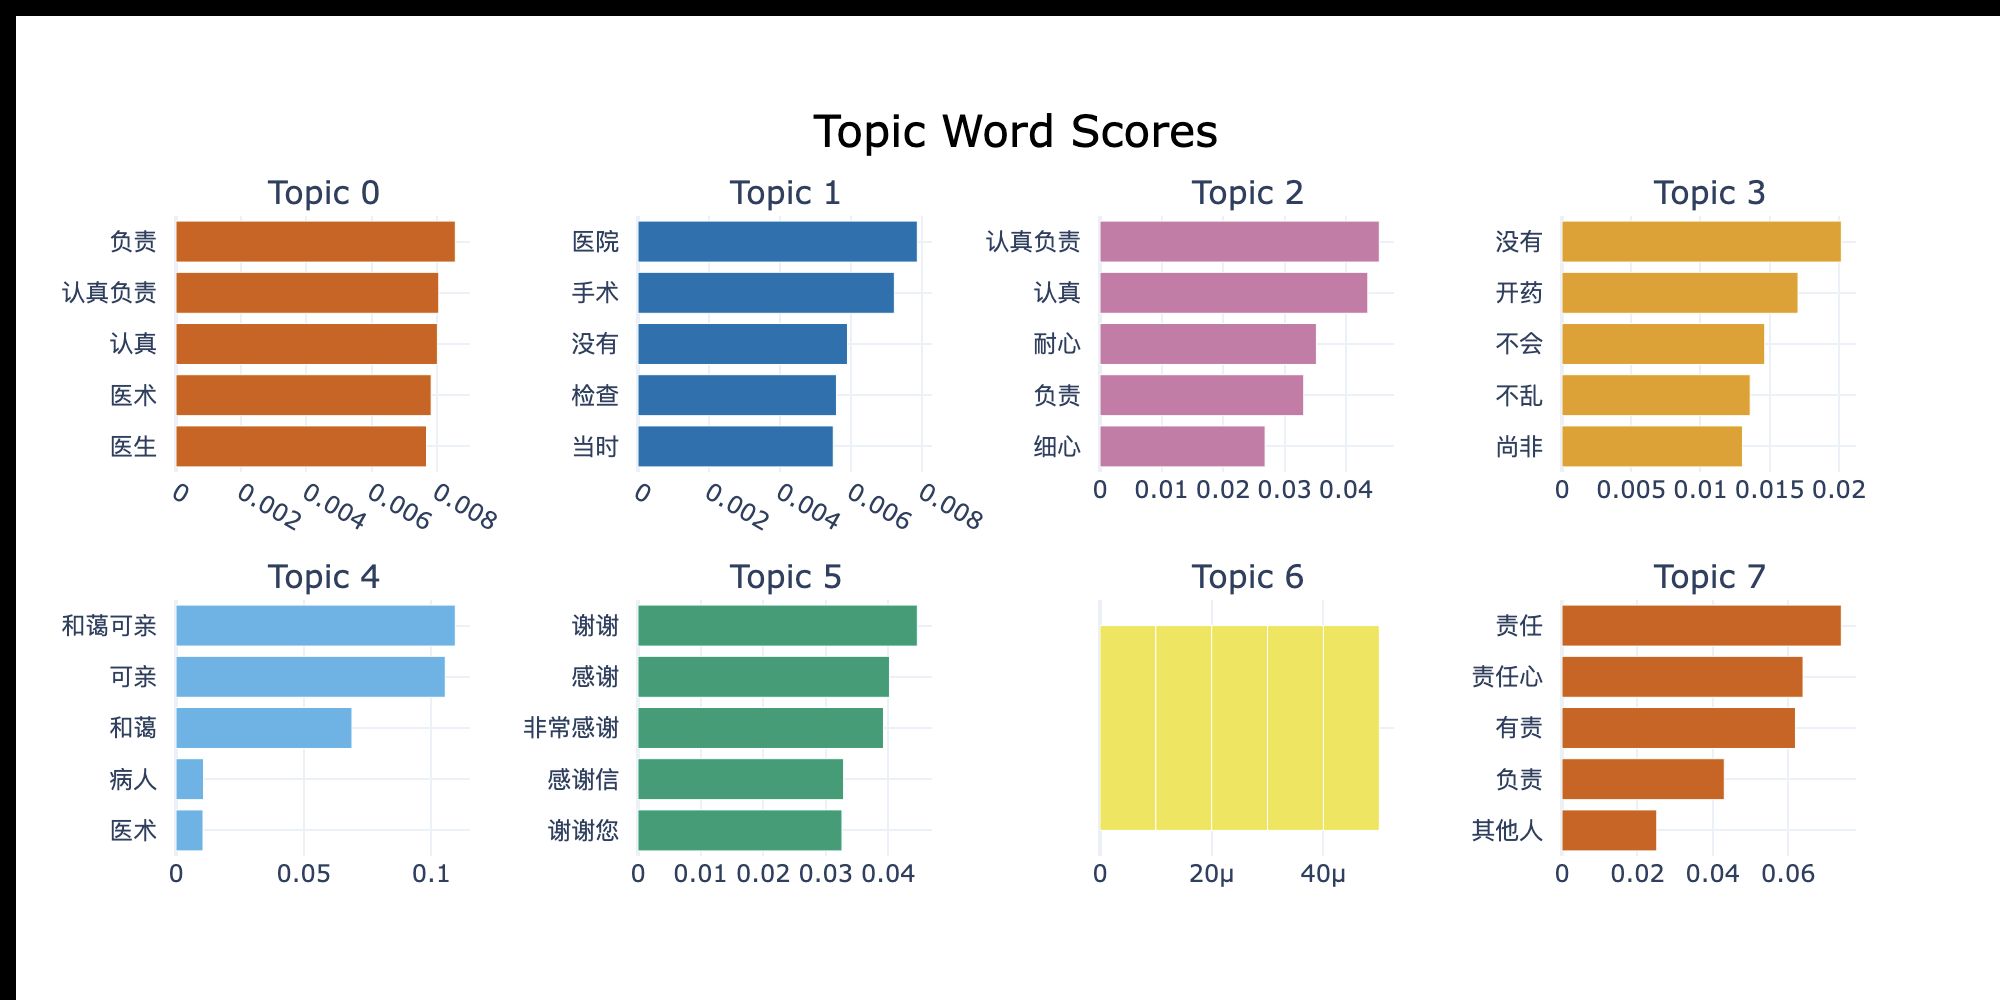 Topic Word Scores
Topic 0
负责
认真负责
认真
医术
医生
0 0.002 0.004 0.006 0.008
Topic 1
医院
手术
没有
检查
当时
0 0.002 0.004 0.006 0.008
Topic 2
认真负责
认真
耐心
负责
细心
0 0.01 0.02 0.03 0.04
Topic 3
没有
开药
不会
不乱
尚非
0 0.005 0.01 0.015 0.02
Topic 4
和蔼可亲
可亲
和蔼
病人
医术
0 0.05 0.1
Topic 5
谢谢
感谢
非常感谢
感谢信
谢谢您
0 0.01 0.02 0.03 0.04
Topic 6
0 20μ 40μ
Topic 7
责任
责任心
有责
负责
其他人
0 0.02 0.04 0.06